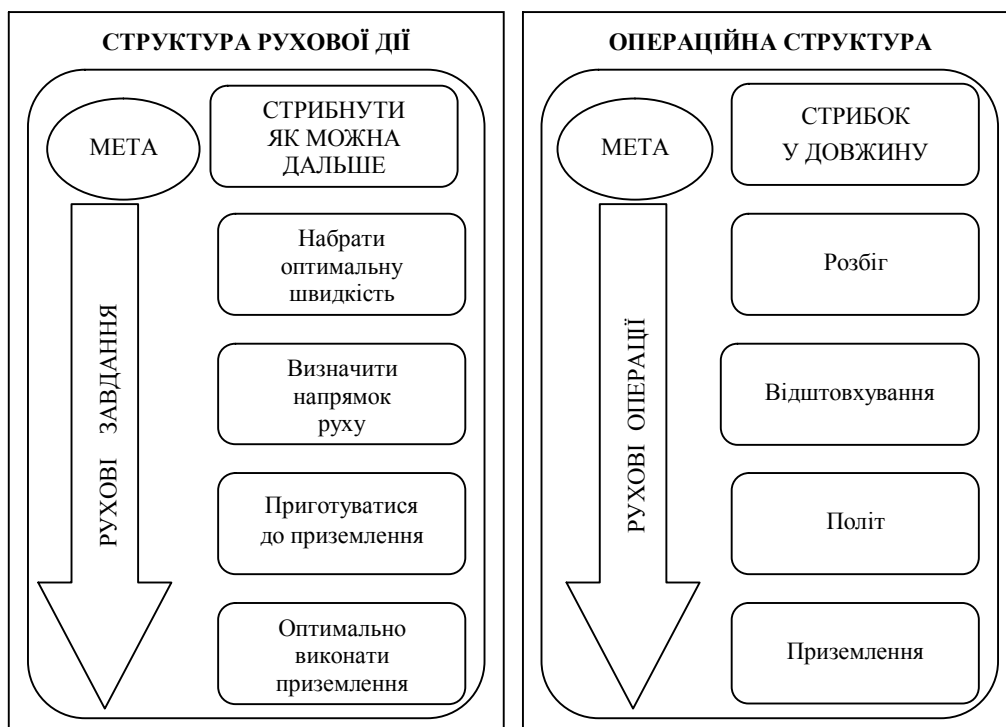 СТРУКТУРА РУХОВОЇ ДІЇ
МЕТА
СТРИБНУТИ
ЯК МОЖНА
ДАЛЬШЕ
РУХОВІ ЗАВДАННЯ
Набрати
оптимальну
швидкість
Визначити
напрямок
руху
Приготуватися
до приземлення
Оптимально
виконати
приземлення
ОПЕРАЦІЙНА СТРУКТУРА
МЕТА
СТРИБОК
У ДОВЖИНУ
РУХОВІ ОПЕРАЦІЇ
Розбіг
Відштовхування
Політ
Приземлення